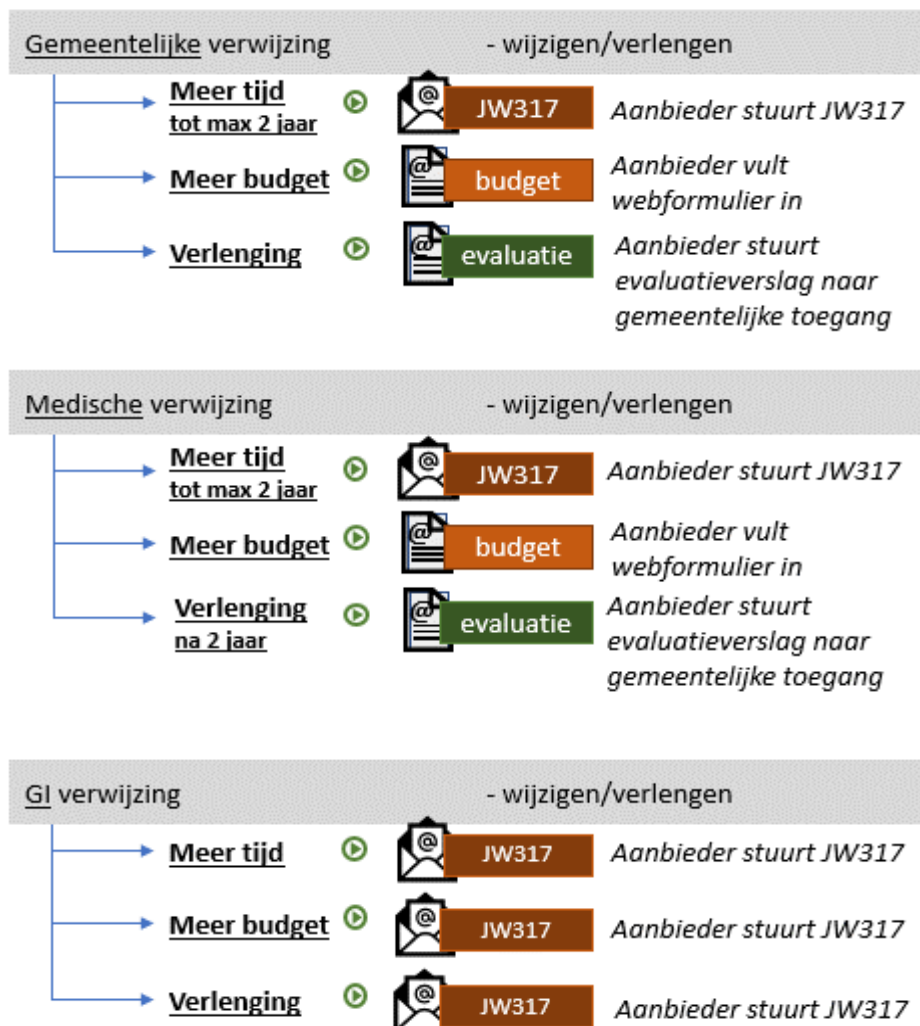 Gemeentelijke verwijzing - wijzigen/verlengen
Meer tijd
tot max 2 jaar
@
JW317
Aanbieder stuurt JW317
Meer budget
@
budget
Aanbieder vult
webformulier in
Verlenging
@
evaluatie
Aanbieder stuurt
evaluatieverslag naar
gemeentelijke toegang
Medische verwijzing - wijzigen/verlengen
Meer tijd
tot max 2 jaar
@
JW317
Aanbieder stuurt JW317
Meer budget
@
budget
Aanbieder vult
webformulier in
Verlenging
na 2 jaar
@
evaluatie
Aanbieder stuurt
evaluatieverslag naar
gemeentelijke toegang
GI verwijzing - wijzigen/verlengen
Meer tijd
@
JW317
Aanbieder stuurt JW317
Meer budget
@
JW317
Aanbieder stuurt JW317
Verlenging
@
JW317
Aanbieder stuurt JW317